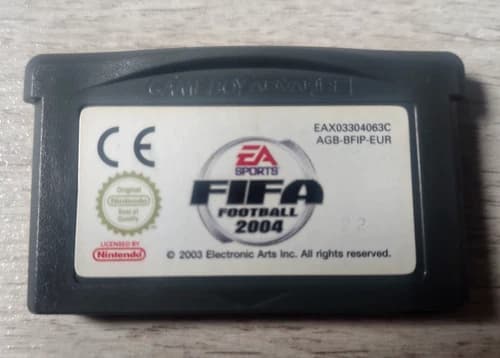 GAME BOY ADVANCE
EAX03304063C
AGB-BFIP-EUR
CE
EA
SPORTS
FIFA
FOOTBALL
2004
Original
Nintendo
Seal of
Quality
22
LICENSED BY
Nintendo
© 2003 Electronic Arts Inc. All rights reserved.